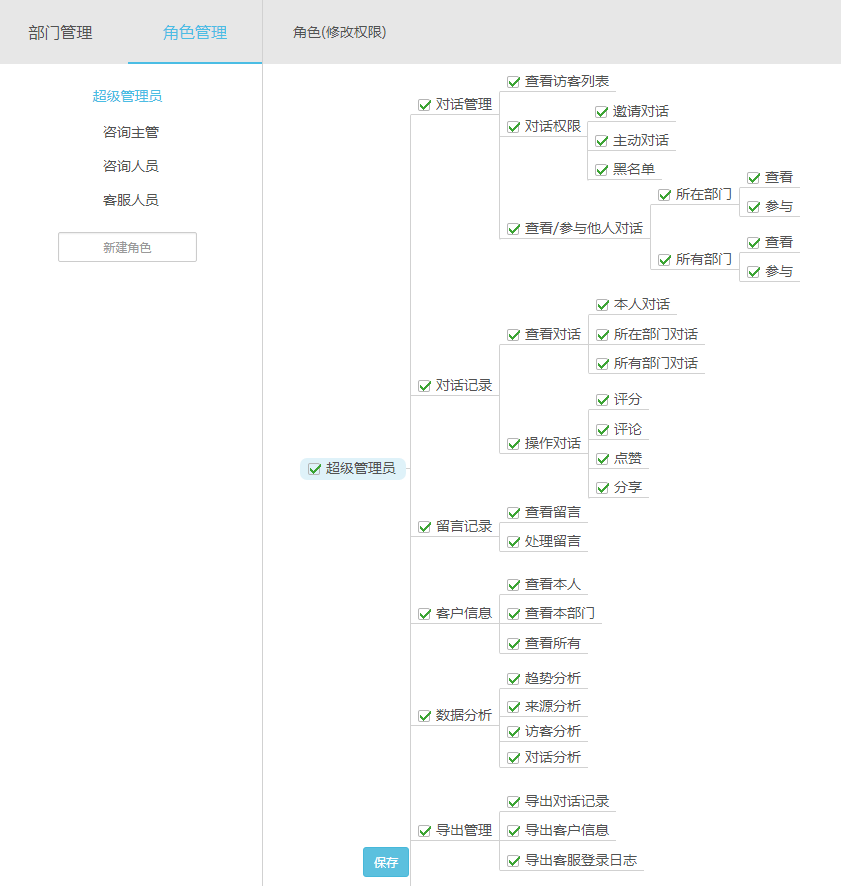 部门管理
角色管理
角色(修改权限)
超级管理员
咨询主管
咨询人员
客服人员
新建角色
超级管理员
对话管理
查看访客列表
对话权限
邀请对话
主动对话
黑名单
查看/参与他人对话
所在部门
查看
参与
所有部门
查看
参与
对话记录
查看对话
本人对话
所在部门对话
所有部门对话
操作对话
评分
评论
点赞
分享
留言记录
查看留言
处理留言
客户信息
查看本人
查看本部门
查看所有
数据分析
趋势分析
来源分析
访客分析
对话分析
导出管理
导出对话记录
导出客户信息
导出客服登录日志
保存